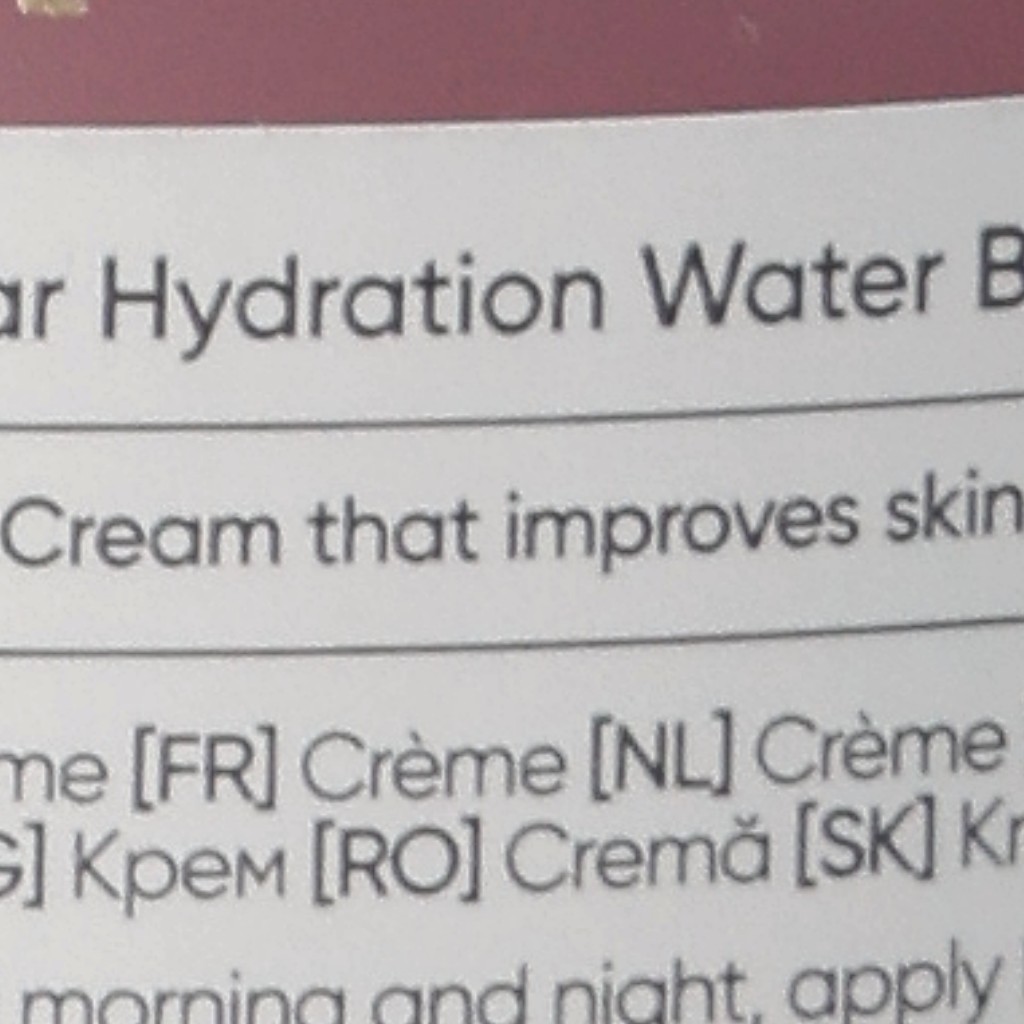 ar Hydration Water B
Cream that improves skin
me [FR] Crème [NL] Crème
G] Крем [RO] Cremă [SK] Kr
morning and night, apply